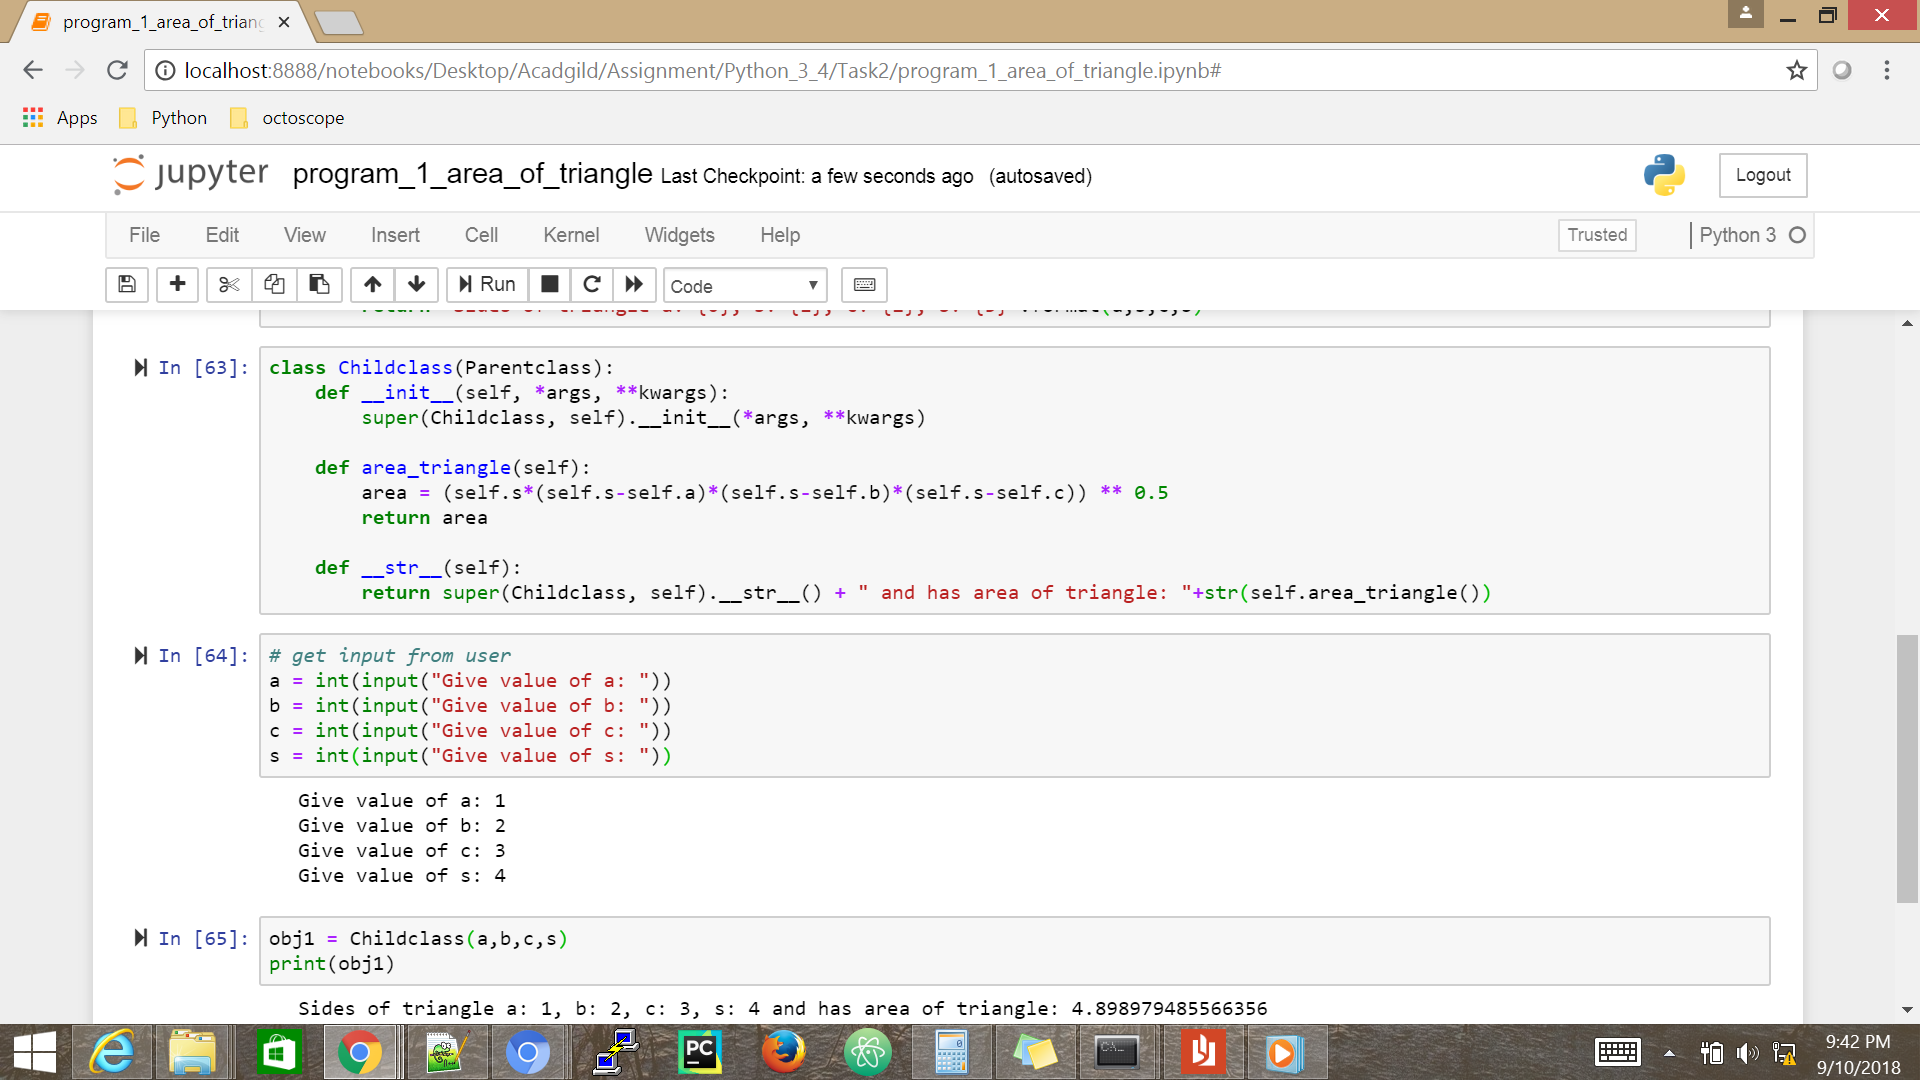 program_1_area_of_triang
localhost:8888/notebooks/Desktop/Acadgild/Assignment/Python_3_4/Task2/program_1_area_of_triangle.ipynb#
Apps Python octoscope
jupyter program_1_area_of_triangle Last Checkpoint: a few seconds ago (autosaved) Logout
File Edit View Insert Cell Kernel Widgets Help Trusted Python 3
Run Code
In [63]: class Childclass(Parentclass):
def __init__(self, *args, **kwargs):
super(Childclass, self).__init__(*args, **kwargs)
def area_triangle(self):
area = (self.s*(self.s-self.a)*(self.s-self.b)*(self.s-self.c)) ** 0.5
return area
def __str__(self):
return super(Childclass, self).__str__() + " and has area of triangle: "+str(self.area_triangle())
In [64]: # get input from user
a = int(input("Give value of a: "))
b = int(input("Give value of b: "))
c = int(input("Give value of c: "))
s = int(input("Give value of s: "))
Give value of a: 1
Give value of b: 2
Give value of c: 3
Give value of s: 4
In [65]: obj1 = Childclass(a,b,c,s)
print(obj1)
Sides of triangle a: 1, b: 2, c: 3, s: 4 and has area of triangle: 4.898979485566356
PC
9:42 PM
9/10/2018